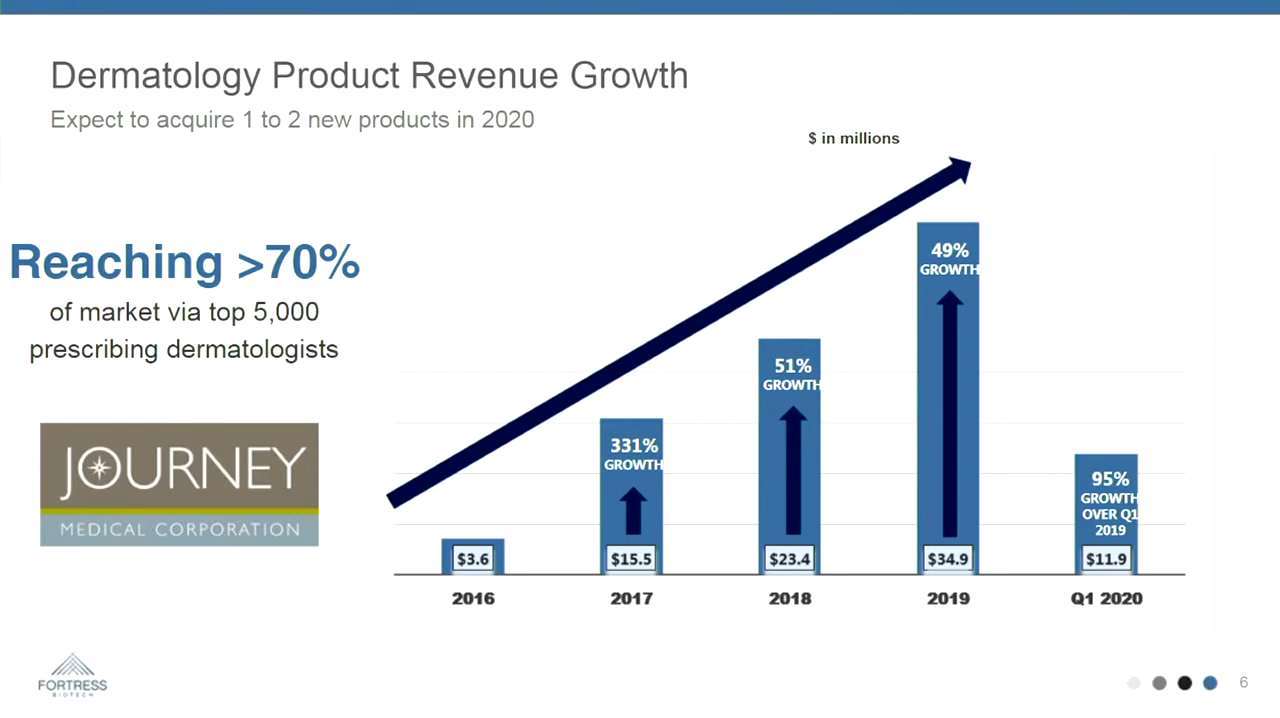 Dermatology Product Revenue Growth
Expect to acquire 1 to 2 new products in 2020
$ in millions
Reaching >70%
of market via top 5,000
prescribing dermatologists
JOURNEY
MEDICAL CORPORATION
331%
GROWTH
51%
GROWTH
49%
GROWTH
95%
GROWTH
OVER Q1
2019
$3.6
$15.5
$23.4
$34.9
$11.9
2016
2017
2018
2019
Q1 2020
FORTRESS
BIOTECH
6